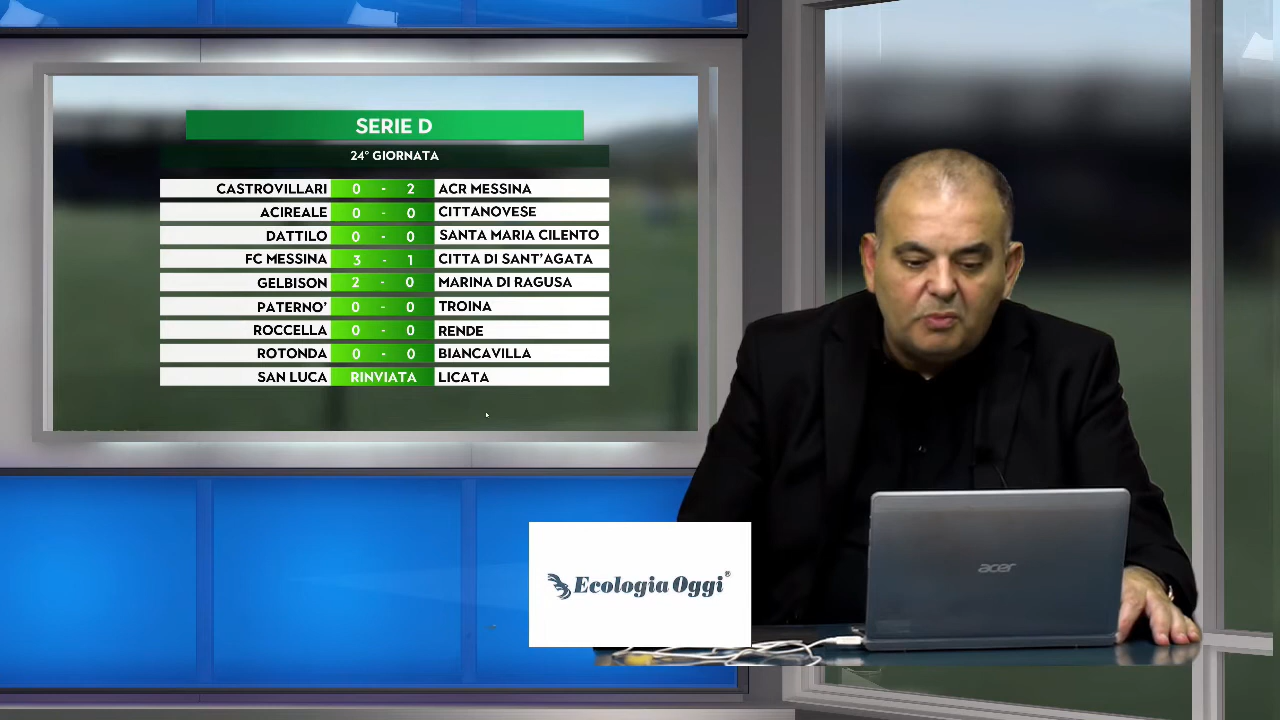 SERIE D
24° GIORNATA
CASTROVILLARI 0 - 2 ACR MESSINA
ACIREALE 0 - 0 CITTANOVESE
DATTILO 0 - 0 SANTA MARIA CILENTO
FC MESSINA 3 - 1 CITTA DI SANT'AGATA
GELBISON 2 - 0 MARINA DI RAGUSA
PATERNO' 0 - 0 TROINA
ROCCELLA 0 - 0 RENDE
ROTONDA 0 - 0 BIANCAVILLA
SAN LUCA RINVIATA LICATA
Ecologia Oggi®
acer